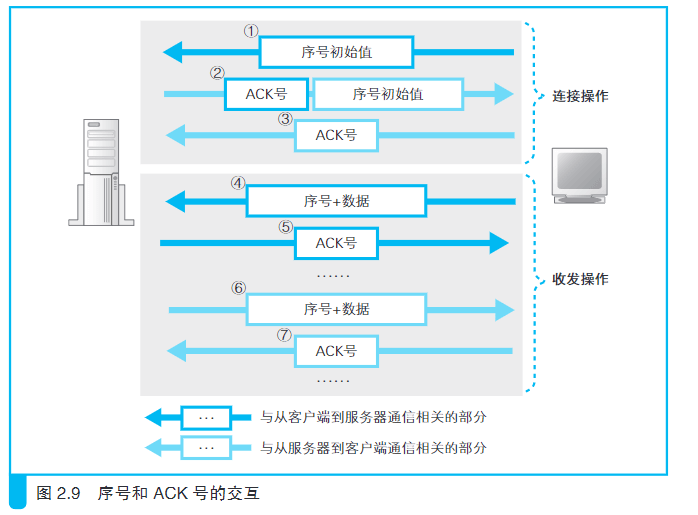 ① 序号初始值
② ACK号 序号初始值
连接操作
③ ACK号
④ 序号+数据
⑤ ACK号
……
收发操作
⑥ 序号+数据
⑦ ACK号
……
… 与从客户端到服务器通信相关的部分
… 与从服务器到客户端通信相关的部分
图 2.9 序号和 ACK 号的交互